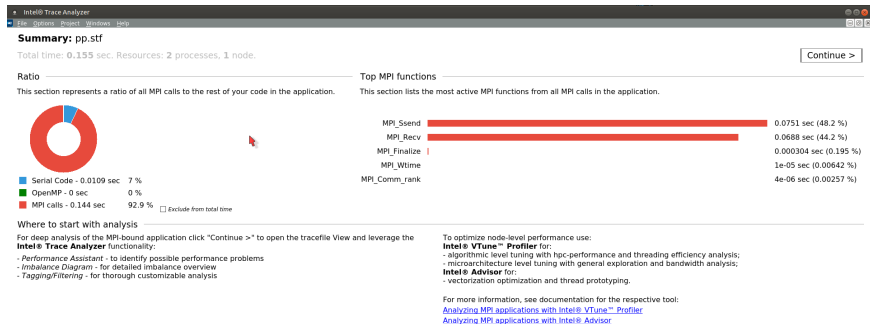 Intel® Trace Analyzer
File Options Project Windows Help
Summary: pp.stf
Total time: 0.155 sec. Resources: 2 processes, 1 node.
Continue >
Ratio
This section represents a ratio of all MPI calls to the rest of your code in the application.
Serial Code - 0.0109 sec 7 %
OpenMP - 0 sec 0 %
MPI calls - 0.144 sec 92.9 %
Exclude from total time
Top MPI functions
This section lists the most active MPI functions from all MPI calls in the application.
MPI_Ssend 0.0751 sec (48.2 %)
MPI_Recv 0.0688 sec (44.2 %)
MPI_Finalize 0.000304 sec (0.195 %)
MPI_Wtime 1e-05 sec (0.00642 %)
MPI_Comm_rank 4e-06 sec (0.00257 %)
Where to start with analysis
For deep analysis of the MPI-bound application click "Continue >" to open the tracefile View and leverage the
Intel® Trace Analyzer functionality:
- Performance Assistant - to identify possible performance problems
- Imbalance Diagram - for detailed imbalance overview
- Tagging/Filtering - for thorough customizable analysis
To optimize node-level performance use:
Intel® VTune™ Profiler for:
- algorithmic level tuning with hpc-performance and threading efficiency analysis;
- microarchitecture level tuning with general exploration and bandwidth analysis;
Intel® Advisor for:
- vectorization optimization and thread prototyping.
For more information, see documentation for the respective tool:
Analyzing MPI applications with Intel® VTune™ Profiler
Analyzing MPI applications with Intel® Advisor